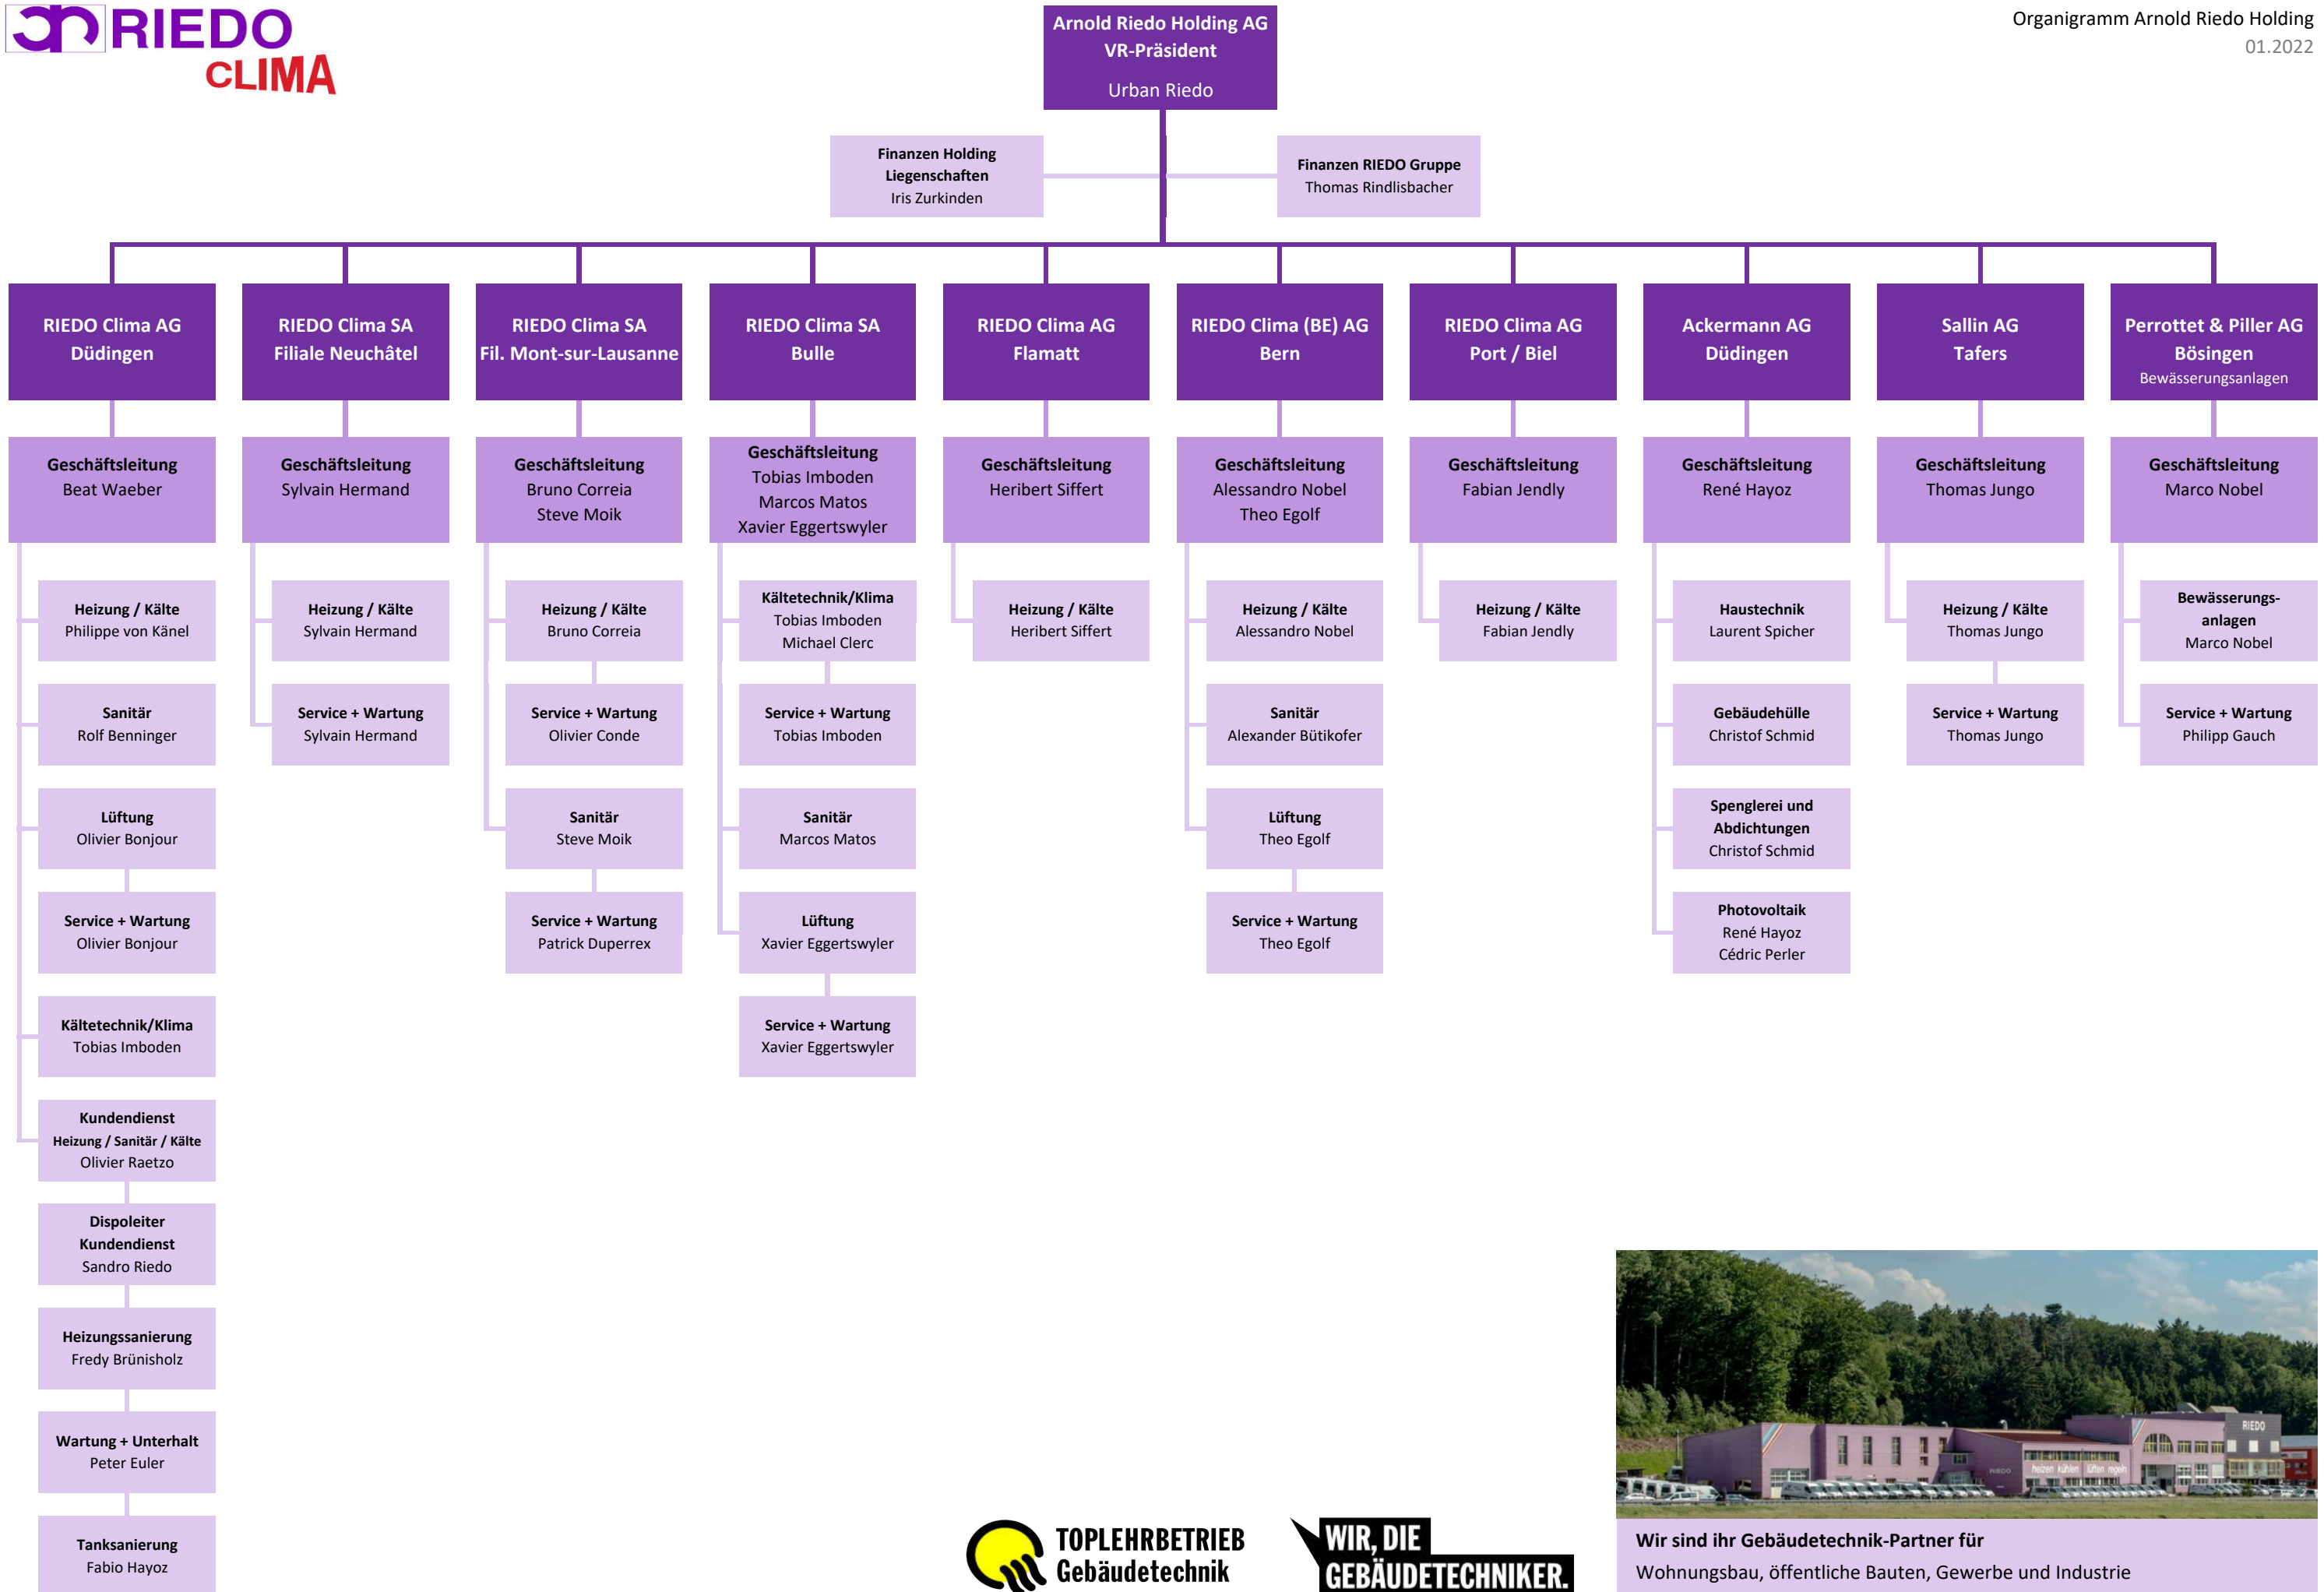 RIEDO
CLIMA
Arnold Riedo Holding AG
VR-Präsident
Urban Riedo
Organigramm Arnold Riedo Holding
01.2022
Finanzen Holding
Liegenschaften
Iris Zurkinden
Finanzen RIEDO Gruppe
Thomas Rindlisbacher
RIEDO Clima AG
Düdingen
Geschäftsleitung
Beat Waeber
Heizung / Kälte
Philippe von Känel
Sanitär
Rolf Benninger
Lüftung
Olivier Bonjour
Service + Wartung
Olivier Bonjour
Kältetechnik/Klima
Tobias Imboden
Kundendienst
Heizung / Sanitär / Kälte
Olivier Raetzo
Dispoleiter
Kundendienst
Sandro Riedo
Heizungssanierung
Fredy Brünisholz
Wartung + Unterhalt
Peter Euler
Tanksanierung
Fabio Hayoz
RIEDO Clima SA
Filiale Neuchâtel
Geschäftsleitung
Sylvain Hermand
Heizung / Kälte
Sylvain Hermand
Service + Wartung
Sylvain Hermand
RIEDO Clima SA
Fil. Mont-sur-Lausanne
Geschäftsleitung
Bruno Correia
Steve Moik
Heizung / Kälte
Bruno Correia
Service + Wartung
Olivier Conde
Sanitär
Steve Moik
Service + Wartung
Patrick Duperrex
RIEDO Clima SA
Bulle
Geschäftsleitung
Tobias Imboden
Marcos Matos
Xavier Eggertswyler
Kältetechnik/Klima
Tobias Imboden
Michael Clerc
Service + Wartung
Tobias Imboden
Sanitär
Marcos Matos
Lüftung
Xavier Eggertswyler
Service + Wartung
Xavier Eggertswyler
RIEDO Clima AG
Flamatt
Geschäftsleitung
Heribert Siffert
Heizung / Kälte
Heribert Siffert
RIEDO Clima (BE) AG
Bern
Geschäftsleitung
Alessandro Nobel
Theo Egolf
Heizung / Kälte
Alessandro Nobel
Sanitär
Alexander Bütikofer
Lüftung
Theo Egolf
Service + Wartung
Theo Egolf
RIEDO Clima AG
Port / Biel
Geschäftsleitung
Fabian Jendly
Heizung / Kälte
Fabian Jendly
Ackermann AG
Düdingen
Geschäftsleitung
René Hayoz
Haustechnik
Laurent Spicher
Gebäudehülle
Christof Schmid
Spenglerei und
Abdichtungen
Christof Schmid
Photovoltaik
René Hayoz
Cédric Perler
Sallin AG
Tafers
Geschäftsleitung
Thomas Jungo
Heizung / Kälte
Thomas Jungo
Service + Wartung
Thomas Jungo
Perrottet & Piller AG
Bösingen
Bewässerungsanlagen
Geschäftsleitung
Marco Nobel
Bewässerungs-
anlagen
Marco Nobel
Service + Wartung
Philipp Gauch
TOPLEHRBETRIEB
Gebäudetechnik
WIR, DIE
GEBÄUDETECHNIKER.
RIEDO
RIEDO
heizen kühlen lüften regeln
Wir sind ihr Gebäudetechnik-Partner für
Wohnungsbau, öffentliche Bauten, Gewerbe und Industrie